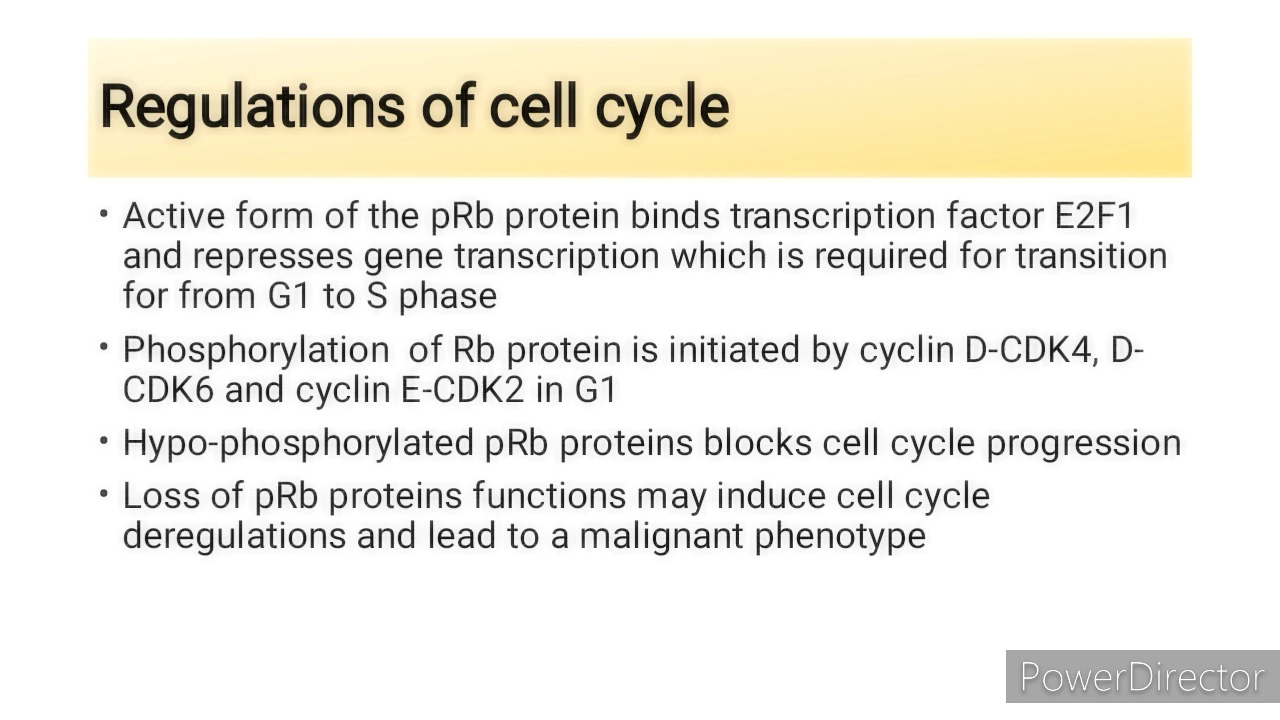 Regulations of cell cycle
• Active form of the pRb protein binds transcription factor E2F1
and represses gene transcription which is required for transition
for from G1 to S phase
• Phosphorylation  of Rb protein is initiated by cyclin D-CDK4, D-
CDK6 and cyclin E-CDK2 in G1
• Hypo-phosphorylated pRb proteins blocks cell cycle progression
• Loss of pRb proteins functions may induce cell cycle
deregulations and lead to a malignant phenotype
PowerDirector